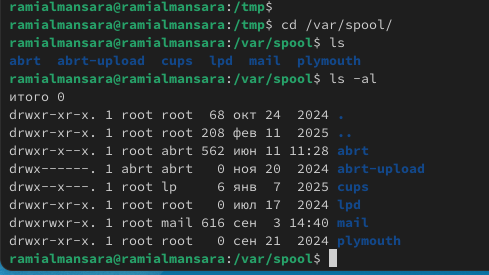 ramialmansara@ramialmansara:/tmp$
ramialmansara@ramialmansara:/tmp$ cd /var/spool/
ramialmansara@ramialmansara:/var/spool$ ls
abrt  abrt-upload  cups  lpd  mail  plymouth
ramialmansara@ramialmansara:/var/spool$ ls -al
итого 0
drwxr-xr-x. 1 root root  68 окт 24  2024 .
drwxr-xr-x. 1 root root 208 фев 11  2025 ..
drwxr-x--x. 1 root abrt 562 июн 11 11:28 abrt
drwx------. 1 abrt abrt   0 ноя 20  2024 abrt-upload
drwx--x---. 1 root lp     6 янв  7  2025 cups
drwxr-xr-x. 1 root root   0 июл 17  2024 lpd
drwxrwxr-x. 1 root mail 616 сен  3 14:40 mail
drwxr-xr-x. 1 root root   0 сен 21  2024 plymouth
ramialmansara@ramialmansara:/var/spool$